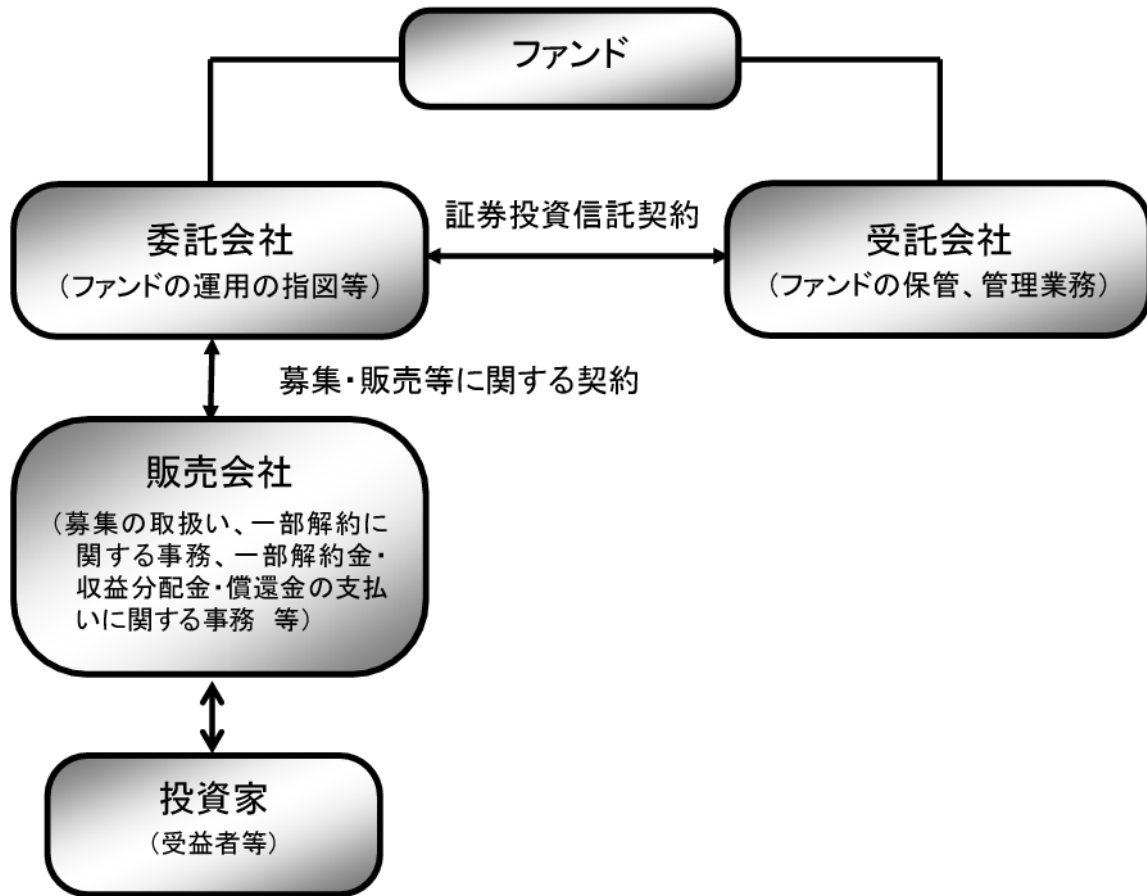 ファンド
委託会社
(ファンドの運用の指図等)
証券投資信託契約
受託会社
(ファンドの保管、管理業務)
募集・販売等に関する契約
販売会社
(募集の取扱い、一部解約に
関する事務、一部解約金・
収益分配金・償還金の支払
いに関する事務　等)
投資家
(受益者等)